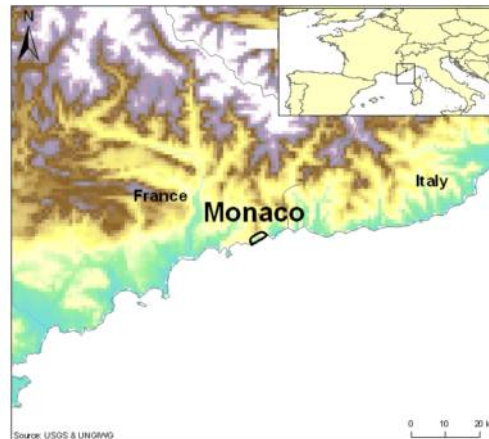 N
France
Italy
Monaco
Source: USGS & UNGIWG
0 10 20 k